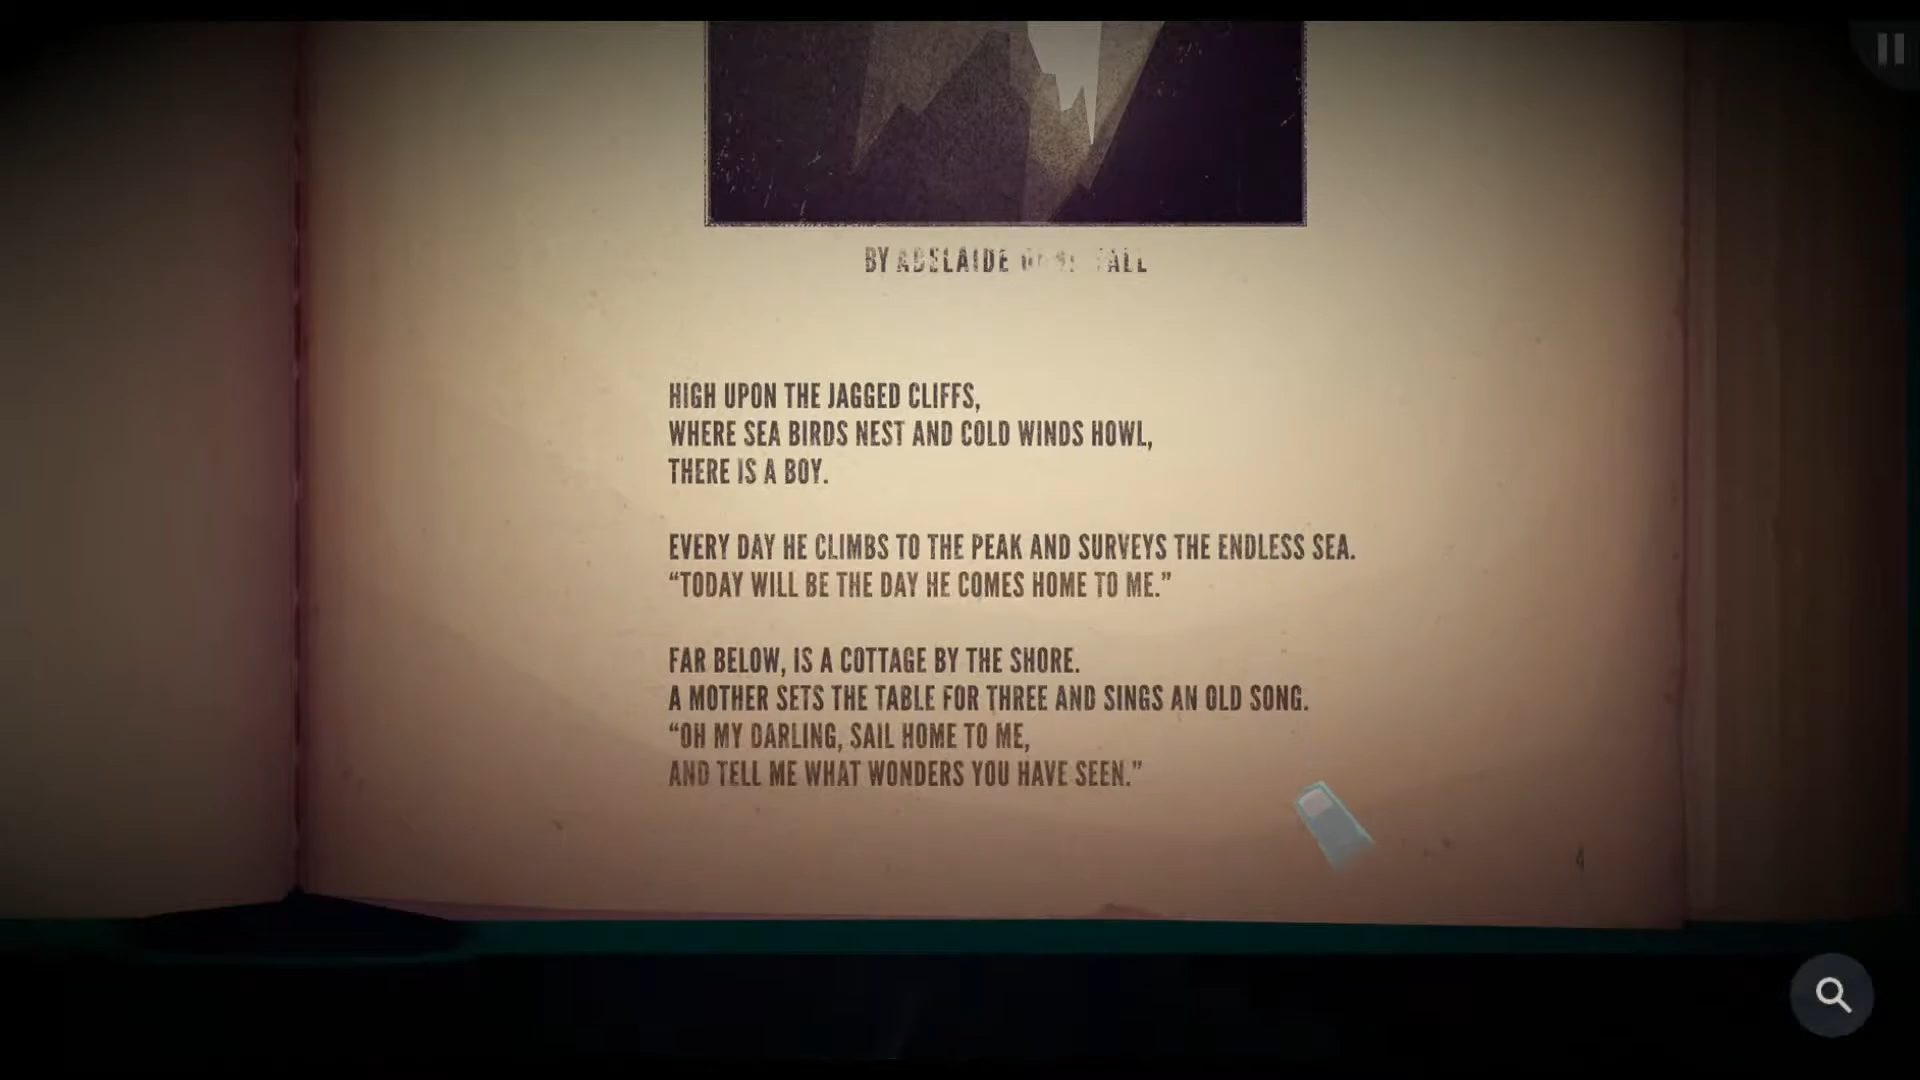 BY ADELAIDE
HIGH UPON THE JAGGED CLIFFS,
WHERE SEA BIRDS NEST AND COLD WINDS HOWL,
THERE IS A BOY.
EVERY DAY HE CLIMBS TO THE PEAK AND SURVEYS THE ENDLESS SEA.
“TODAY WILL BE THE DAY HE COMES HOME TO ME.”
FAR BELOW, IS A COTTAGE BY THE SHORE.
A MOTHER SETS THE TABLE FOR THREE AND SINGS AN OLD SONG.
“OH MY DARLING, SAIL HOME TO ME,
AND TELL ME WHAT WONDERS YOU HAVE SEEN.”
4